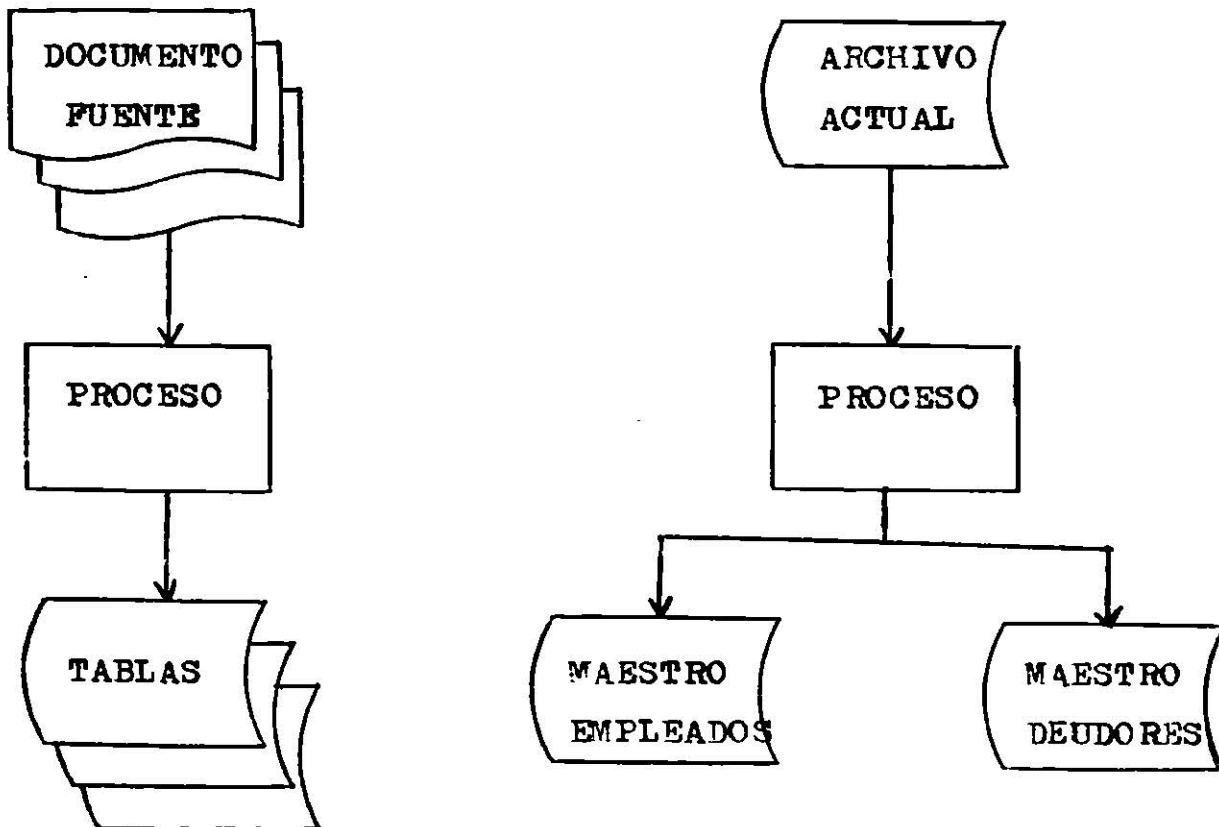 DOCUMENTO
FUENTE
PROCESO
TABLAS
ARCHIVO
ACTUAL
PROCESO
MAESTRO
EMPLEADOS
MAESTRO
DEUDORES